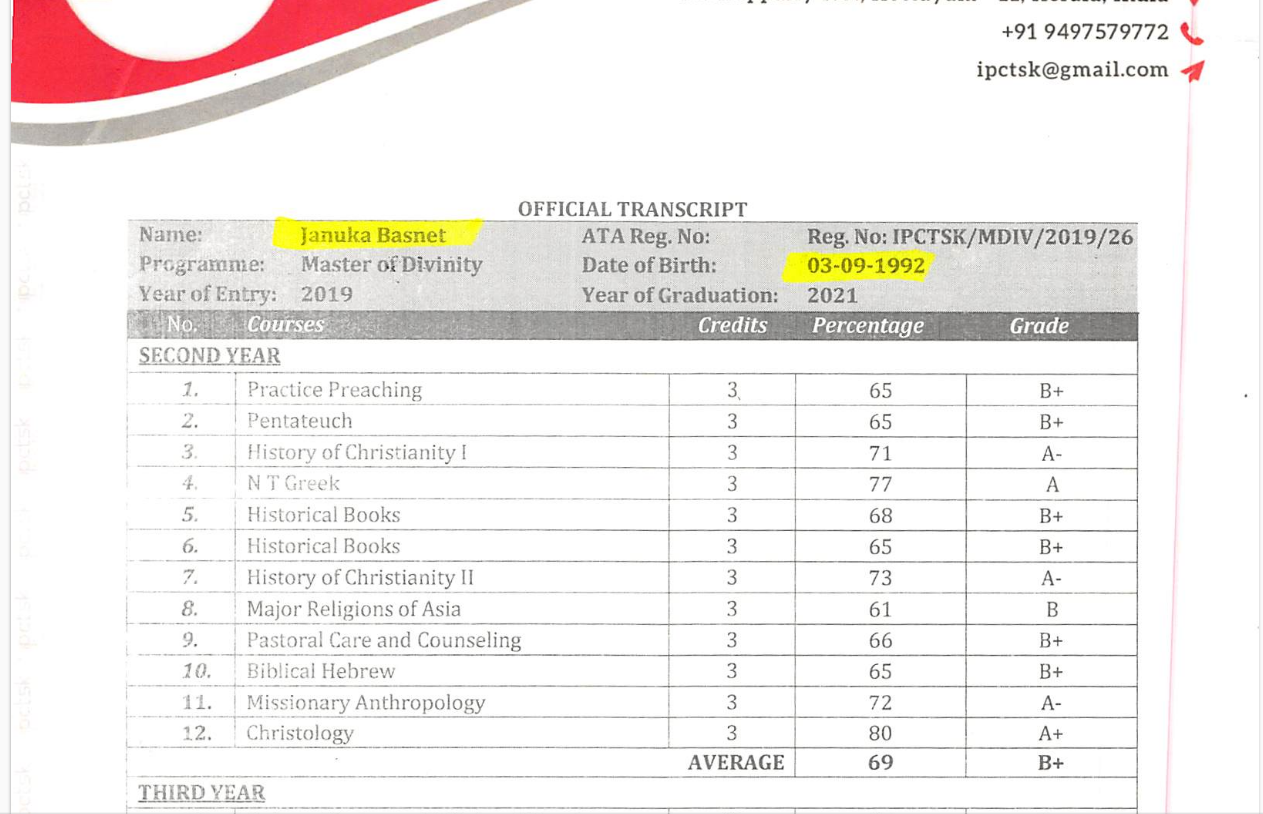 +91 9497579772
ipctsk@gmail.com
OFFICIAL TRANSCRIPT
Name: Januka Basnet ATA Reg. No: Reg. No: IPCTSK/MDIV/2019/26
Programme: Master of Divinity Date of Birth: 03-09-1992
Year of Entry: 2019 Year of Graduation: 2021
No. Courses Credits Percentage Grade
SECOND YEAR
1. Practice Preaching 3 65 B+
2. Pentateuch 3 65 B+
3. History of Christianity I 3 71 A-
4. N T Greek 3 77 A
5. Historical Books 3 68 B+
6. Historical Books 3 65 B+
7. History of Christianity II 3 73 A-
8. Major Religions of Asia 3 61 B
9. Pastoral Care and Counseling 3 66 B+
10. Biblical Hebrew 3 65 B+
11. Missionary Anthropology 3 72 A-
12. Christology 3 80 A+
AVERAGE 69 B+
THIRD YEAR